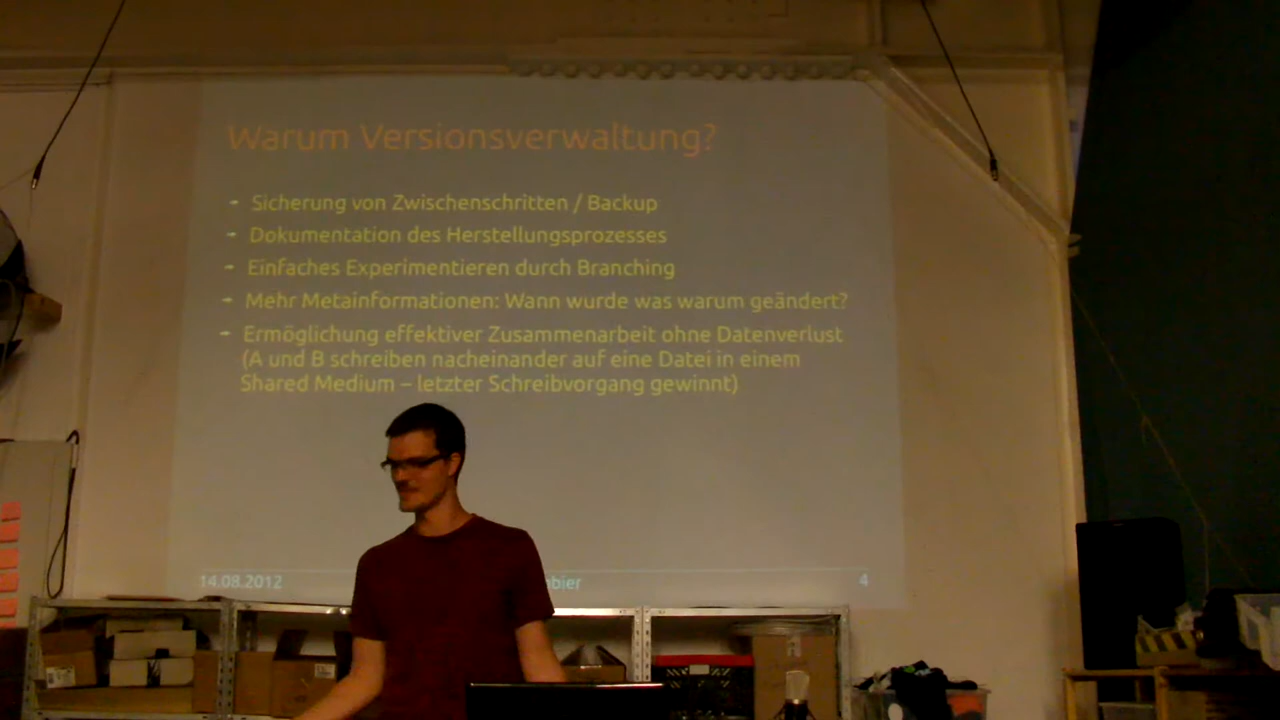 Warum Versionsverwaltung?
Sicherung von Zwischenschritten / Backup
Dokumentation des Herstellungsprozesses
Einfaches Experimentieren durch Branching
Mehr Metainformationen: Wann wurde was warum geändert?
Ermöglichung effektiver Zusammenarbeit ohne Datenverlust
(A und B schreiben nacheinander auf eine Datei in einem
Shared Medium – letzter Schreibvorgang gewinnt)
14.08.2012
4